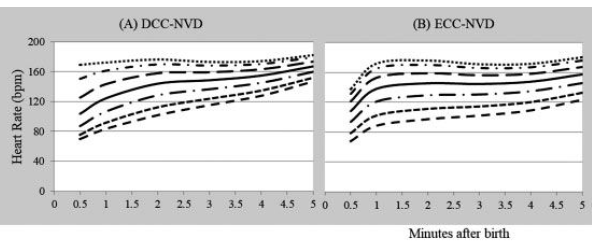 (A) DCC-NVD
(B) ECC-NVD
Heart Rate (bpm)
200
160
120
80
40
0
0 0.5 1 1.5 2 2.5 3 3.5 4 4.5 5
0 0.5 1 1.5 2 2.5 3 3.5 4 4.5 5
Minutes after birth